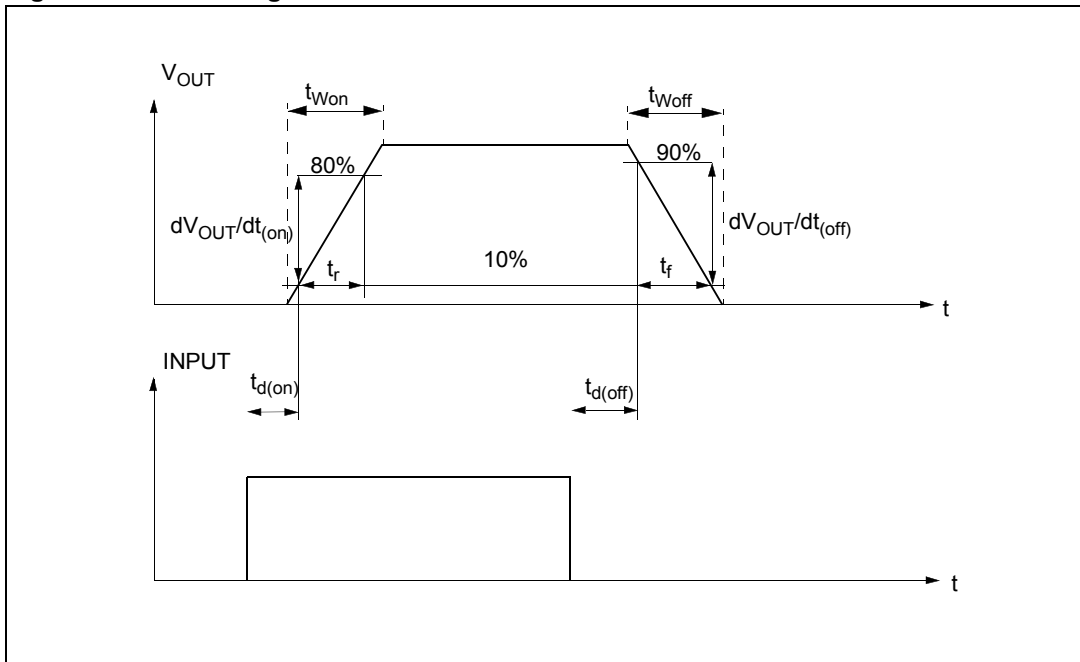 V_OUT
t_Won
t_Woff
80%
90%
dV_OUT/dt_(on)
dV_OUT/dt_(off)
t_r
10%
t_f
t
INPUT
t_d(on)
t_d(off)
t